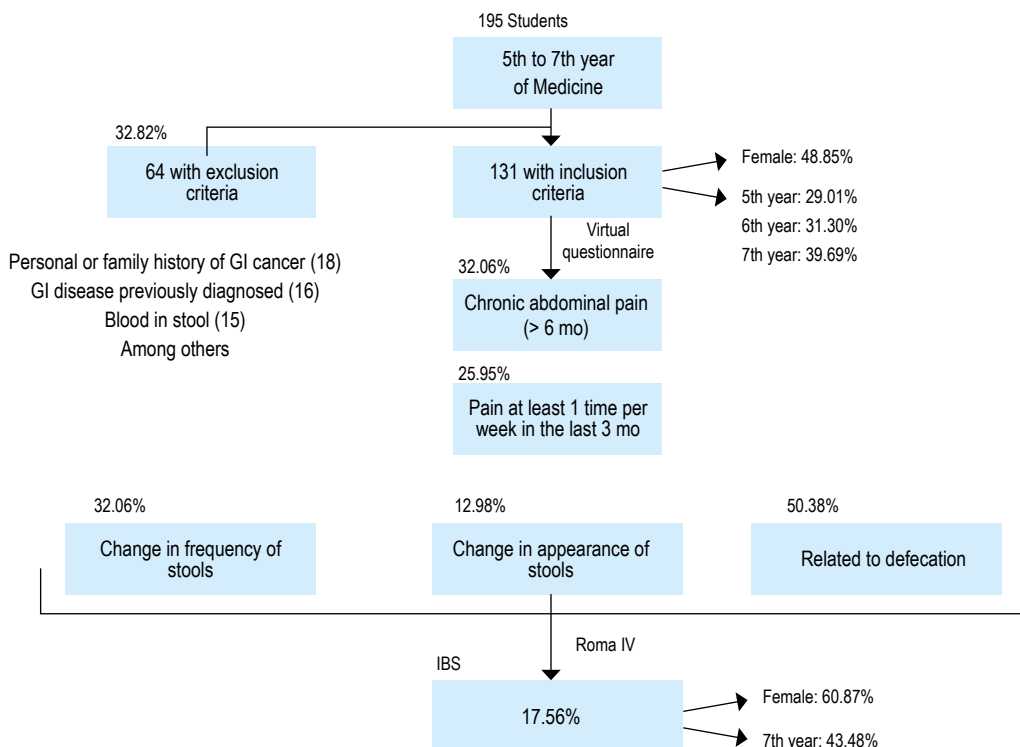 195 Students
5th to 7th year
of Medicine
32.82%
64 with exclusion
criteria
131 with inclusion
criteria
Female: 48.85%
5th year: 29.01%
6th year: 31.30%
7th year: 39.69%
Virtual
questionnaire
Personal or family history of GI cancer (18)
GI disease previously diagnosed (16)
Blood in stool (15)
Among others
32.06%
Chronic abdominal pain
(> 6 mo)
25.95%
Pain at least 1 time per
week in the last 3 mo
32.06%
Change in frequency of
stools
12.98%
Change in appearance of
stools
50.38%
Related to defecation
Roma IV
IBS
17.56%
Female: 60.87%
7th year: 43.48%